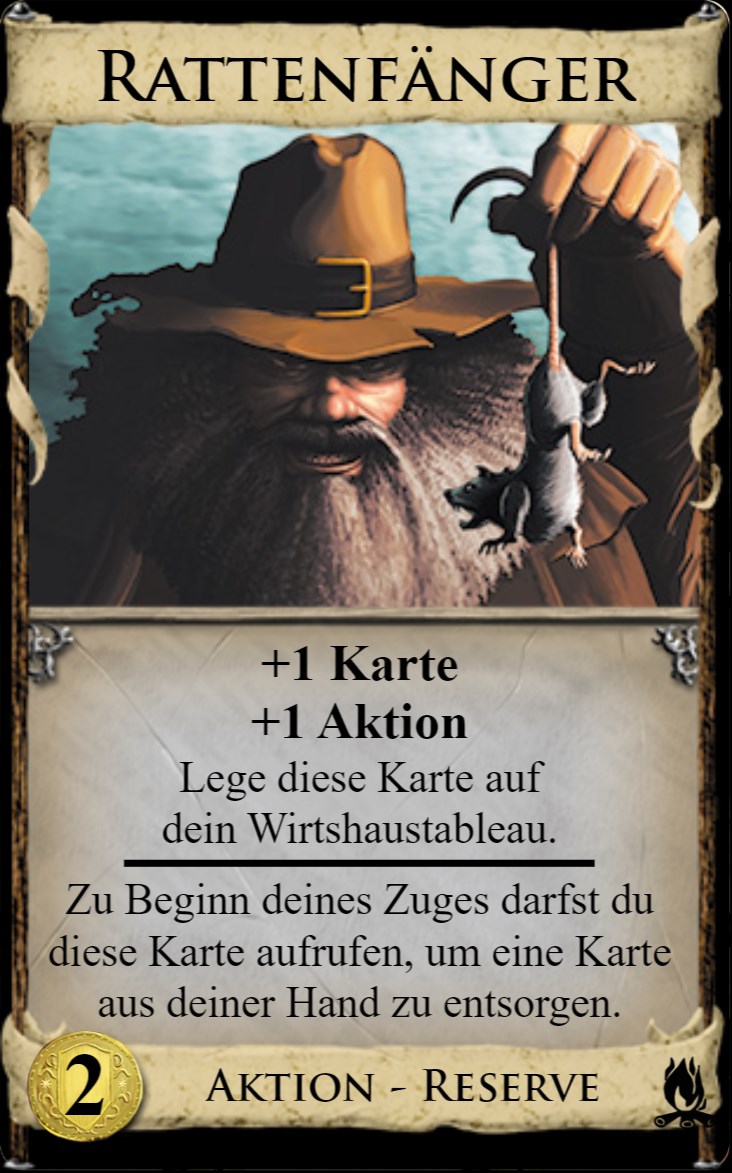 RATTENFÄNGER
+1 Karte
+1 Aktion
Lege diese Karte auf
dein Wirtshaustableau.
Zu Beginn deines Zuges darfst du
diese Karte aufrufen, um eine Karte
aus deiner Hand zu entsorgen.
2
AKTION - RESERVE